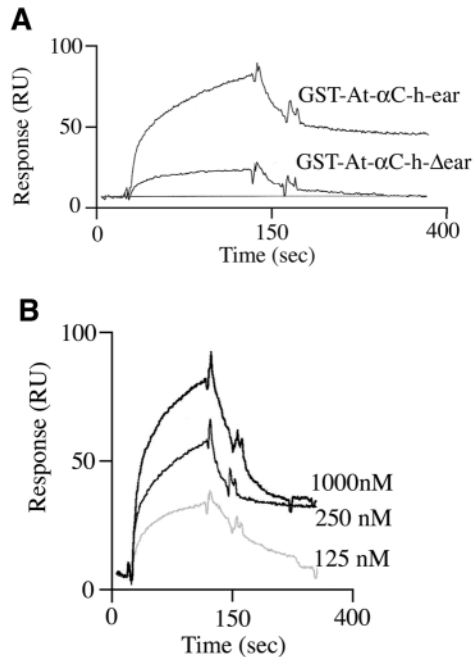 A
Response (RU)
100
50
0
GST-At-αC-h-ear
GST-At-αC-h-Δear
0
150
400
Time (sec)
B
Response (RU)
100
50
0
1000nM
250 nM
125 nM
0
150
400
Time (sec)